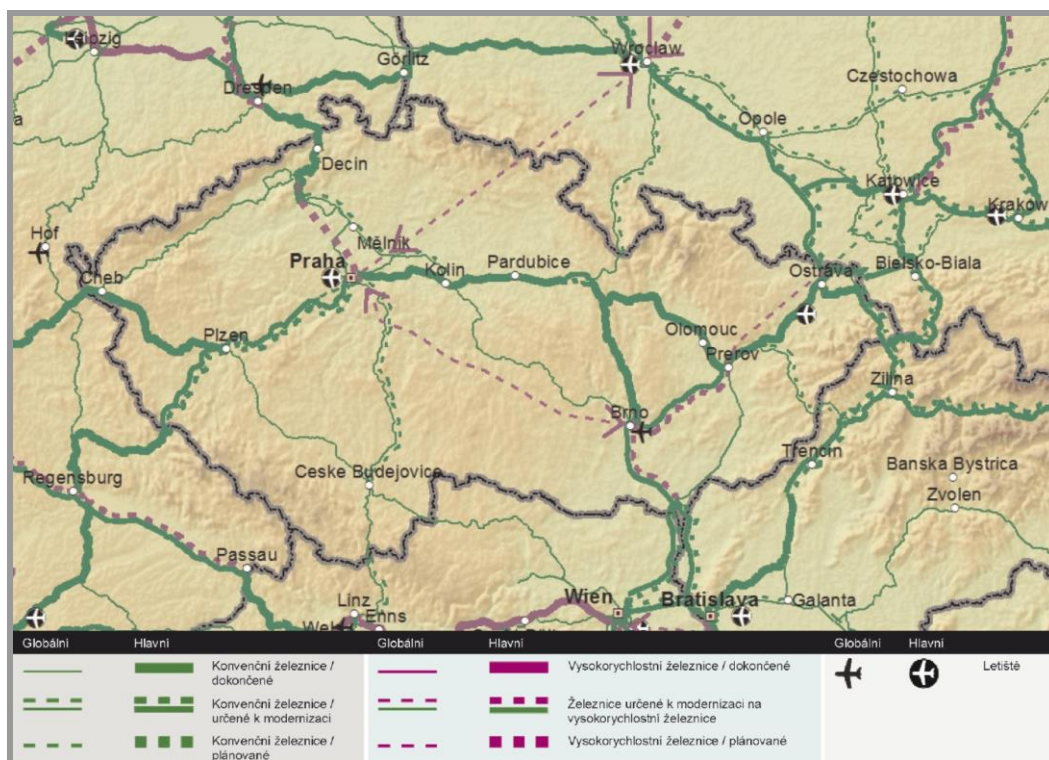 Leipzig
Görlitz
Wroclaw
Dresden
Czestochowa
Opole
Decin
Katowice
Krakow
Hof
Mělník
Praha
Cheb
Kolin
Pardubice
Ostrava
Bielsko-Biala
Plzen
Olomouc
Prerov
Zilina
Brno
Trencin
Ceske Budejovice
Banska Bystrica
Regensburg
Zvolen
Passau
Linz
Enns
Wien
Bratislava
Galanta
Globální Hlavní Globální Hlavní Globální Hlavní
Konvenční železnice /
dokončené
Vysokorychlostní železnice / dokončené
Letiště
Konvenční železnice /
určené k modernizaci
Železnice určené k modernizaci na
vysokorychlostní železnice
Konvenční železnice /
plánované
Vysokorychlostní železnice / plánované